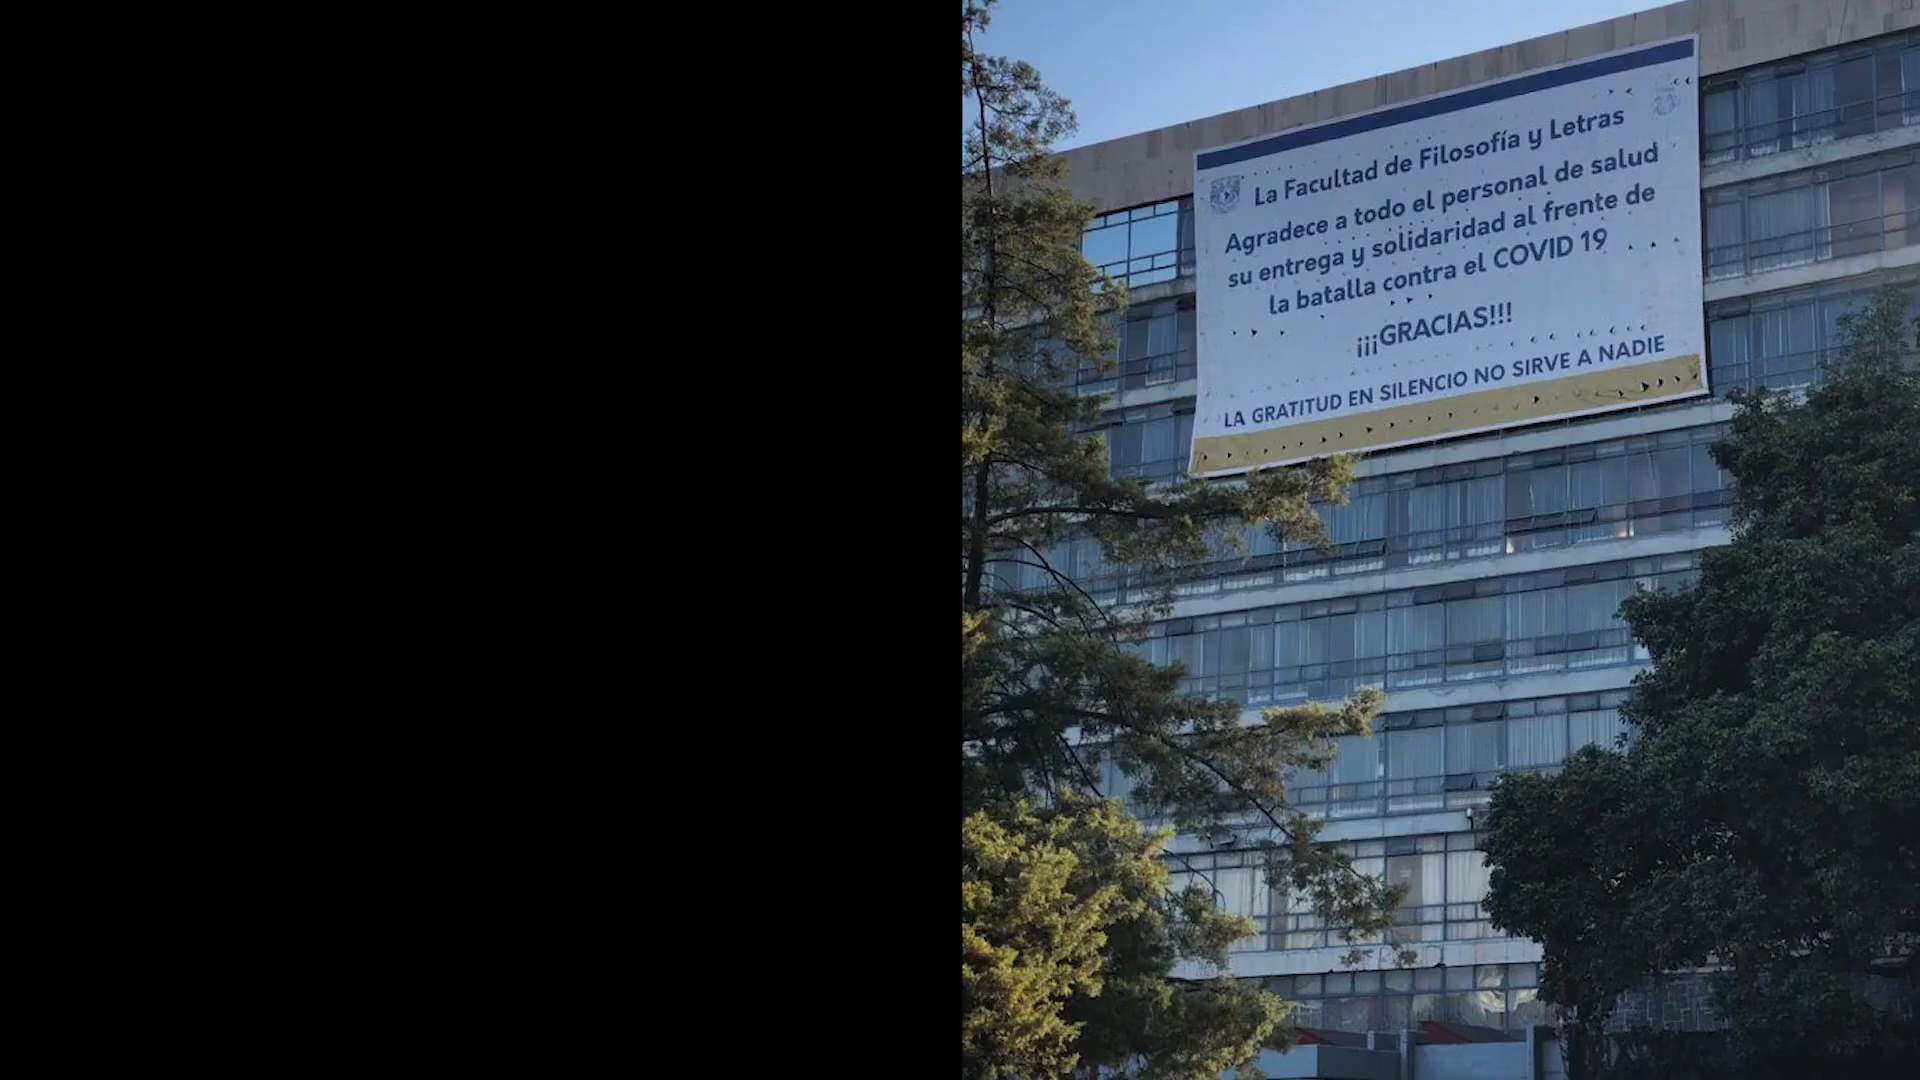 La Facultad de Filosofía y Letras
Agradece a todo el personal de salud
su entrega y solidaridad al frente de
la batalla contra el COVID 19
¡¡¡GRACIAS!!!
LA GRATITUD EN SILENCIO NO SIRVE A NADIE